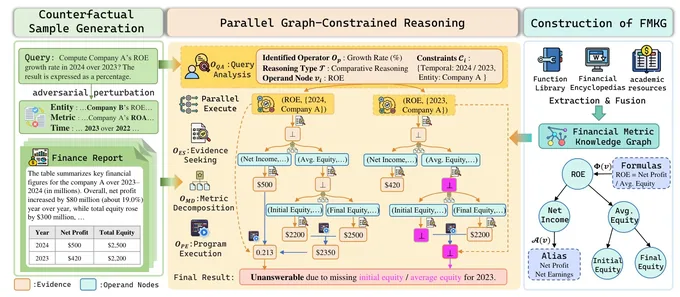 Counterfactual
Sample Generation
Query: Compute Company A's ROE
growth rate in 2024 over 2023? The
result is expressed as a percentage.
adversarial perturbation
Entity : …Company B's ROE…
Metric : …Company A's ROA…
Time : … 2023 over 2022 …
Finance Report
The table summarizes key financial
figures for the company A over 2023–
2024 (in millions). Overall, net profit
increased by $80 million (about 19.0%)
year over year, while total equity rose
by $300 million, …
Year Net Profit Total Equity
2024 $500 $2,500
2023 $420 $2,200
:Evidence
:Operand Nodes
Parallel Graph-Constrained Reasoning
O_QA :Query
Analysis
Identified Operator O_p : Growth Rate (%)
Reasoning Type 𝒯 : Comparative Reasoning
Operand Node v_i : ROE
Constraints C_i :
{Temporal: 2024 / 2023,
Entity: Company A }
Parallel
Execute
(ROE, {2024,
Company A})
(ROE, {2023,
Company A})
⊥
⊥
O_ES :Evidence
Seeking
(Net Income,…)
(Avg. Equity,…)
(Net Income,…)
(Avg. Equity,…)
$500
⊥
$420
⊥
O_MD :Metric
Decomposition
(Initial Equity,…)
(Final Equity,…)
(Initial Equity,…)
(Final Equity,…)
$2200
$2500
⊥
$2200
O_PE :Program
Execution
0.213
$2350
⊥
⊥
Final Result:
Unanswerable due to missing initial equity / average equity for 2023.
Construction of FMKG
Function
Library
Financial
Encyclopedias
academic
resources
Extraction & Fusion
Financial Metric
Knowledge Graph
ROE
Φ(v)
Formulas
ROE = Net Profit
/ Avg. Equity
Net
Income
Avg.
Equity
𝒜(v)
Alias
Net Profit
Net Earnings
Initial
Equity
Final
Equity